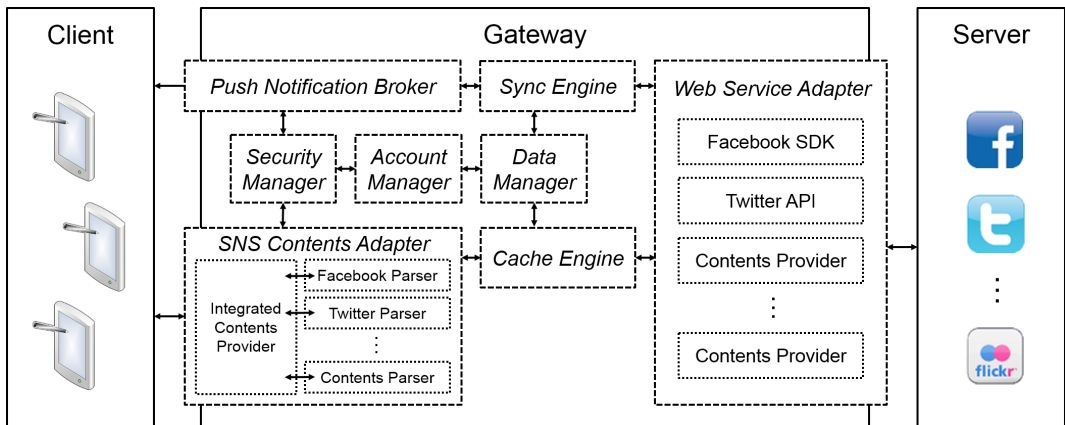 Client
Gateway
Server
Push Notification Broker
Sync Engine
Web Service Adapter
Security
Manager
Account
Manager
Data
Manager
Facebook SDK
Twitter API
Contents Provider
⋮
Contents Provider
SNS Contents Adapter
Cache Engine
Integrated
Contents
Provider
Facebook Parser
Twitter Parser
⋮
Contents Parser
f
t
⋮
flickr